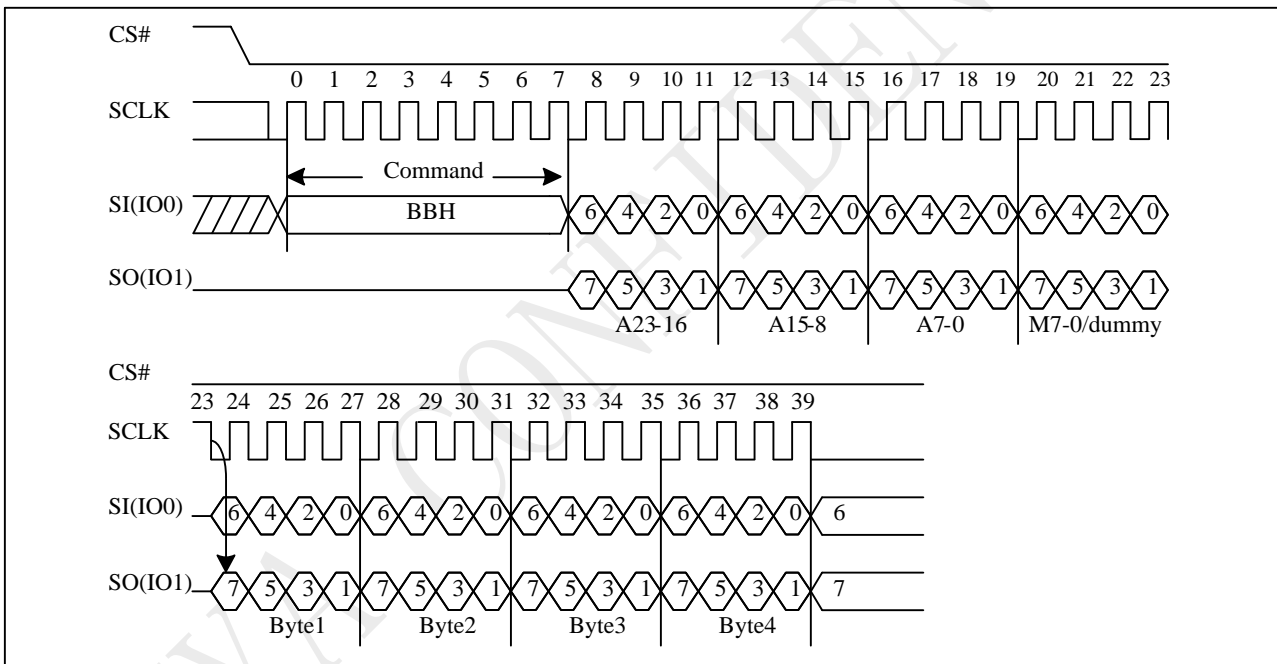 CS#
0 1 2 3 4 5 6 7 8 9 10 11 12 13 14 15 16 17 18 19 20 21 22 23
SCLK
Command
SI(IO0) BBH 6 4 2 0 6 4 2 0 6 4 2 0 6 4 2 0
SO(IO1) 7 5 3 1 7 5 3 1 7 5 3 1 7 5 3 1
A23-16 A15-8 A7-0 M7-0/dummy
CS#
23 24 25 26 27 28 29 30 31 32 33 34 35 36 37 38 39
SCLK
SI(IO0) 6 4 2 0 6 4 2 0 6 4 2 0 6 4 2 0 6
SO(IO1) 7 5 3 1 7 5 3 1 7 5 3 1 7 5 3 1 7
Byte1 Byte2 Byte3 Byte4